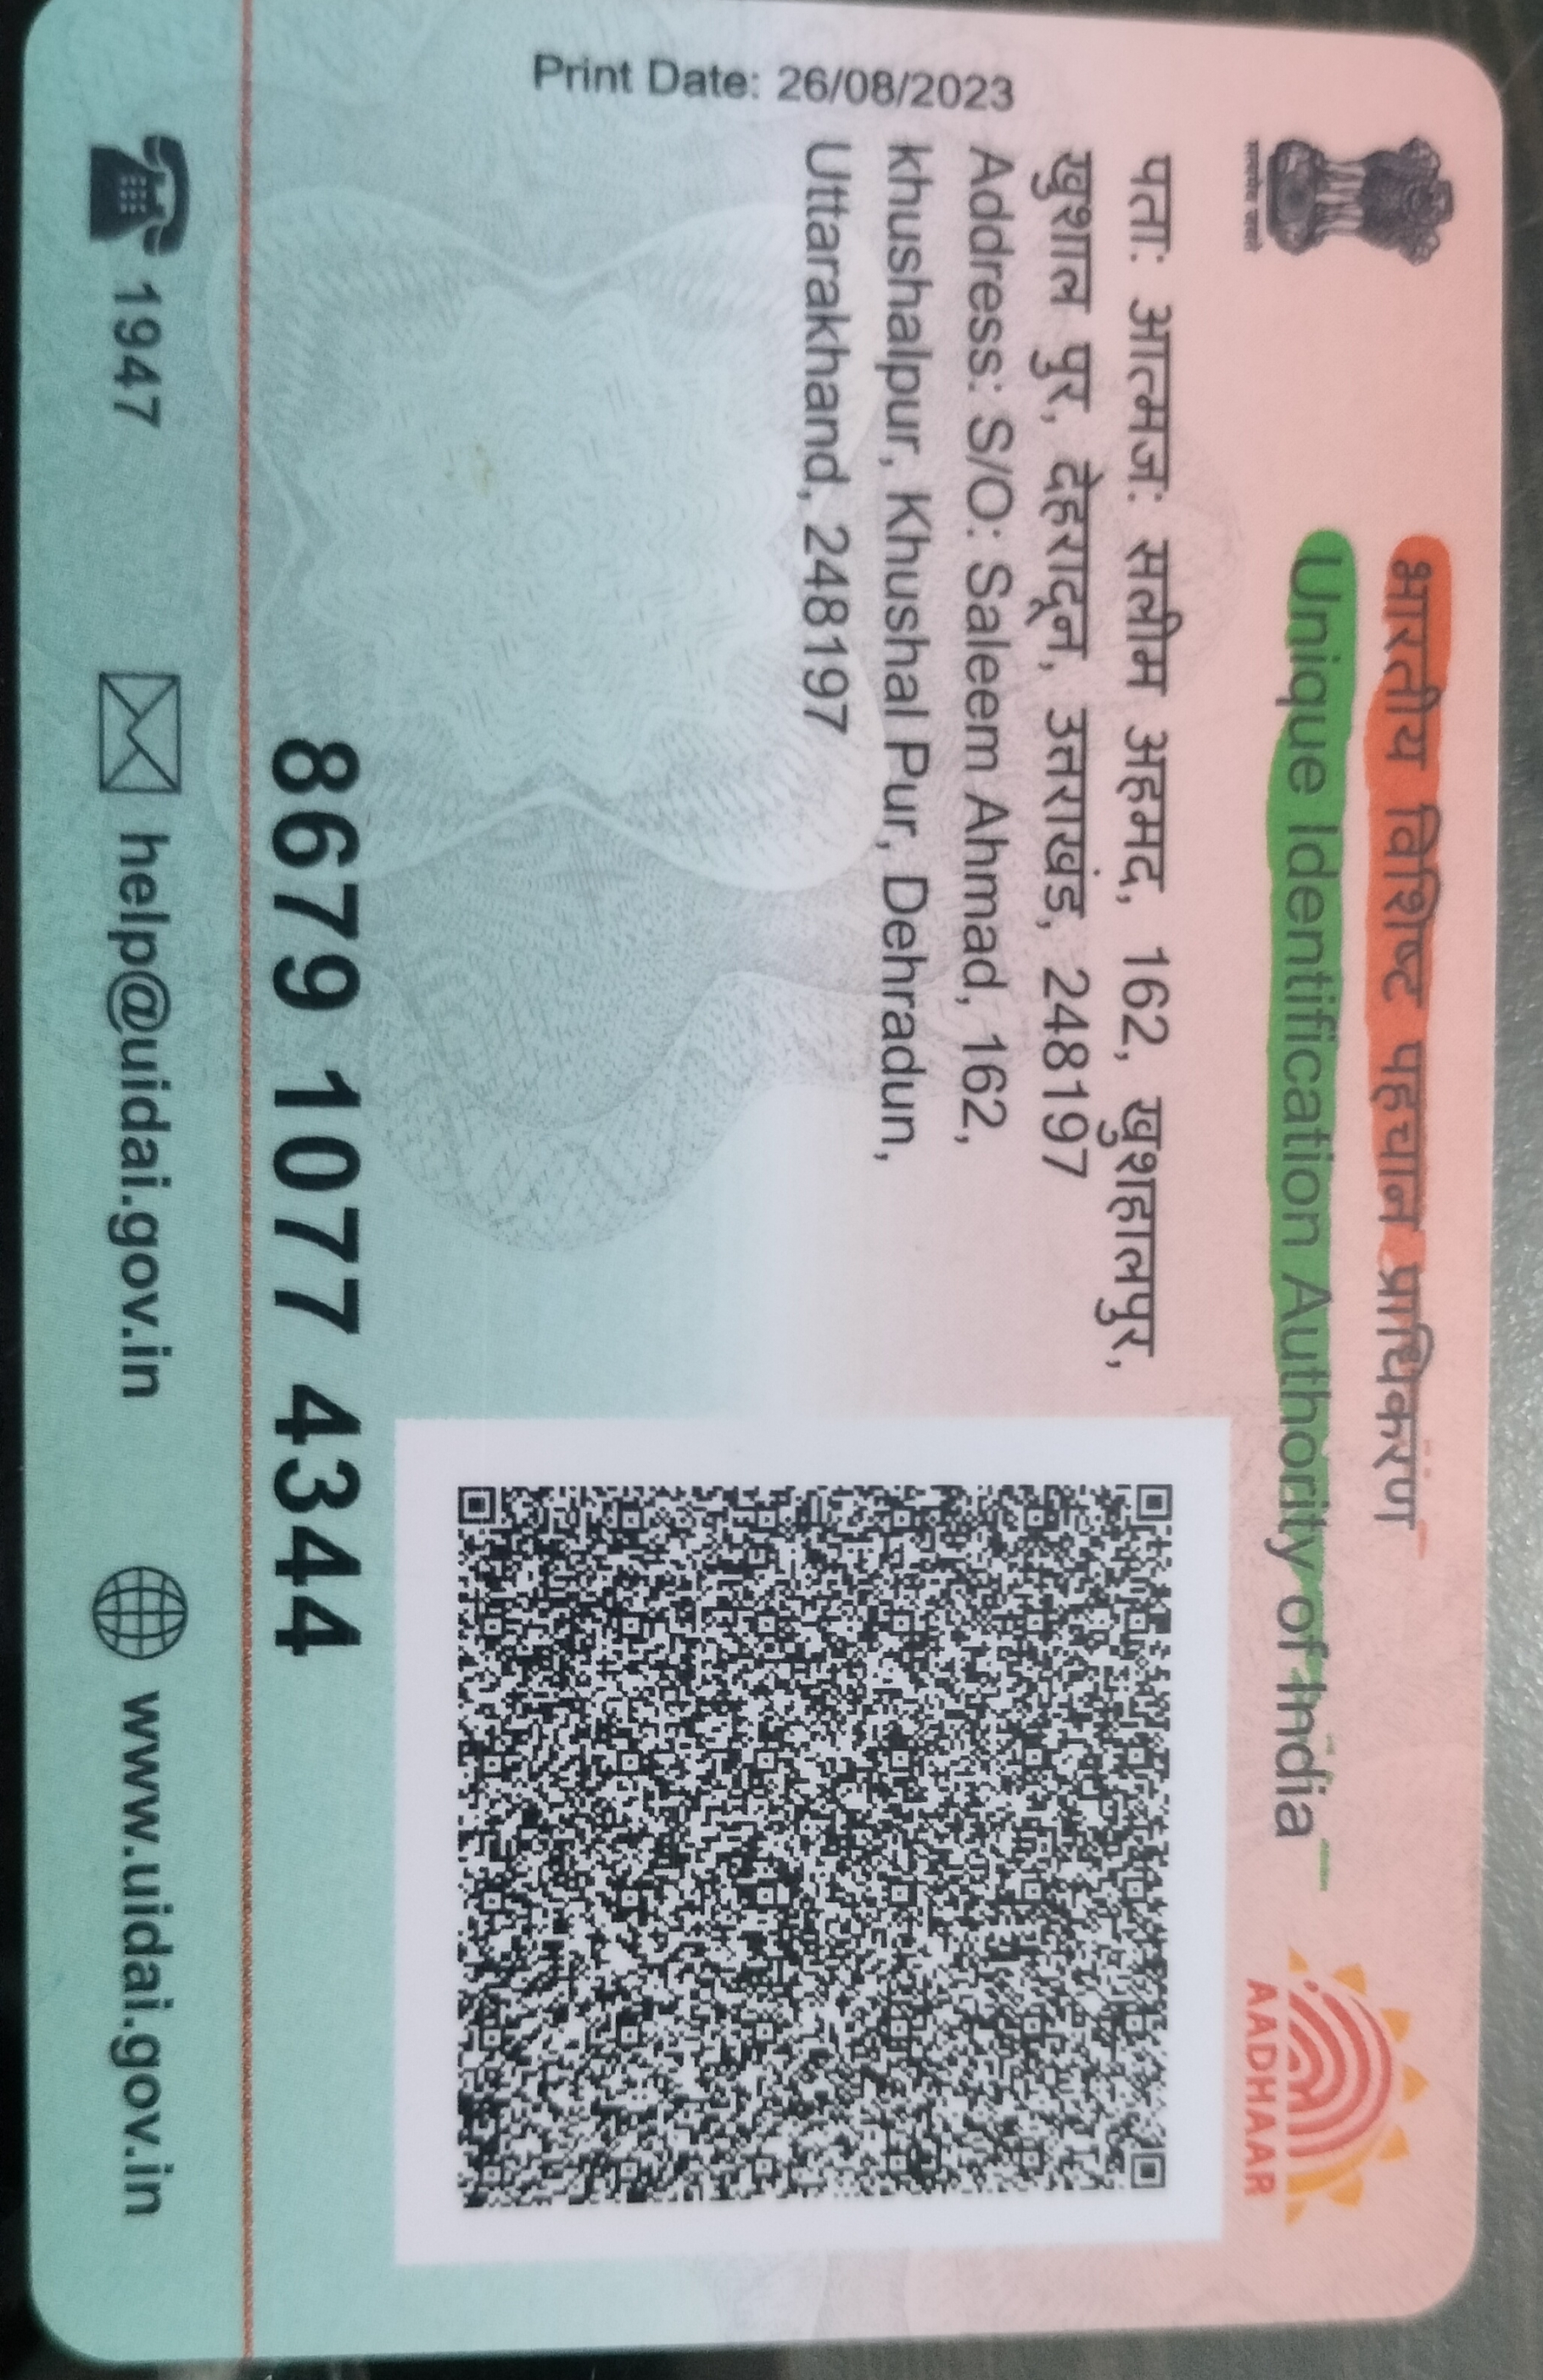 भारतीय विशिष्ट पहचान प्राधिकरण
Unique Identification Authority of India
AADHAAR
पता: आत्मज: सलीम अहमद, 162, खुशहालपुर,
खुशाल पुर, देहरादून, उत्तराखंड, 248197
Address: S/O: Saleem Ahmad, 162,
khushalpur, Khushal Pur, Dehradun,
Uttarakhand, 248197
Print Date: 26/08/2023
8679 1077 4344
1947
help@uidai.gov.in
www.uidai.gov.in